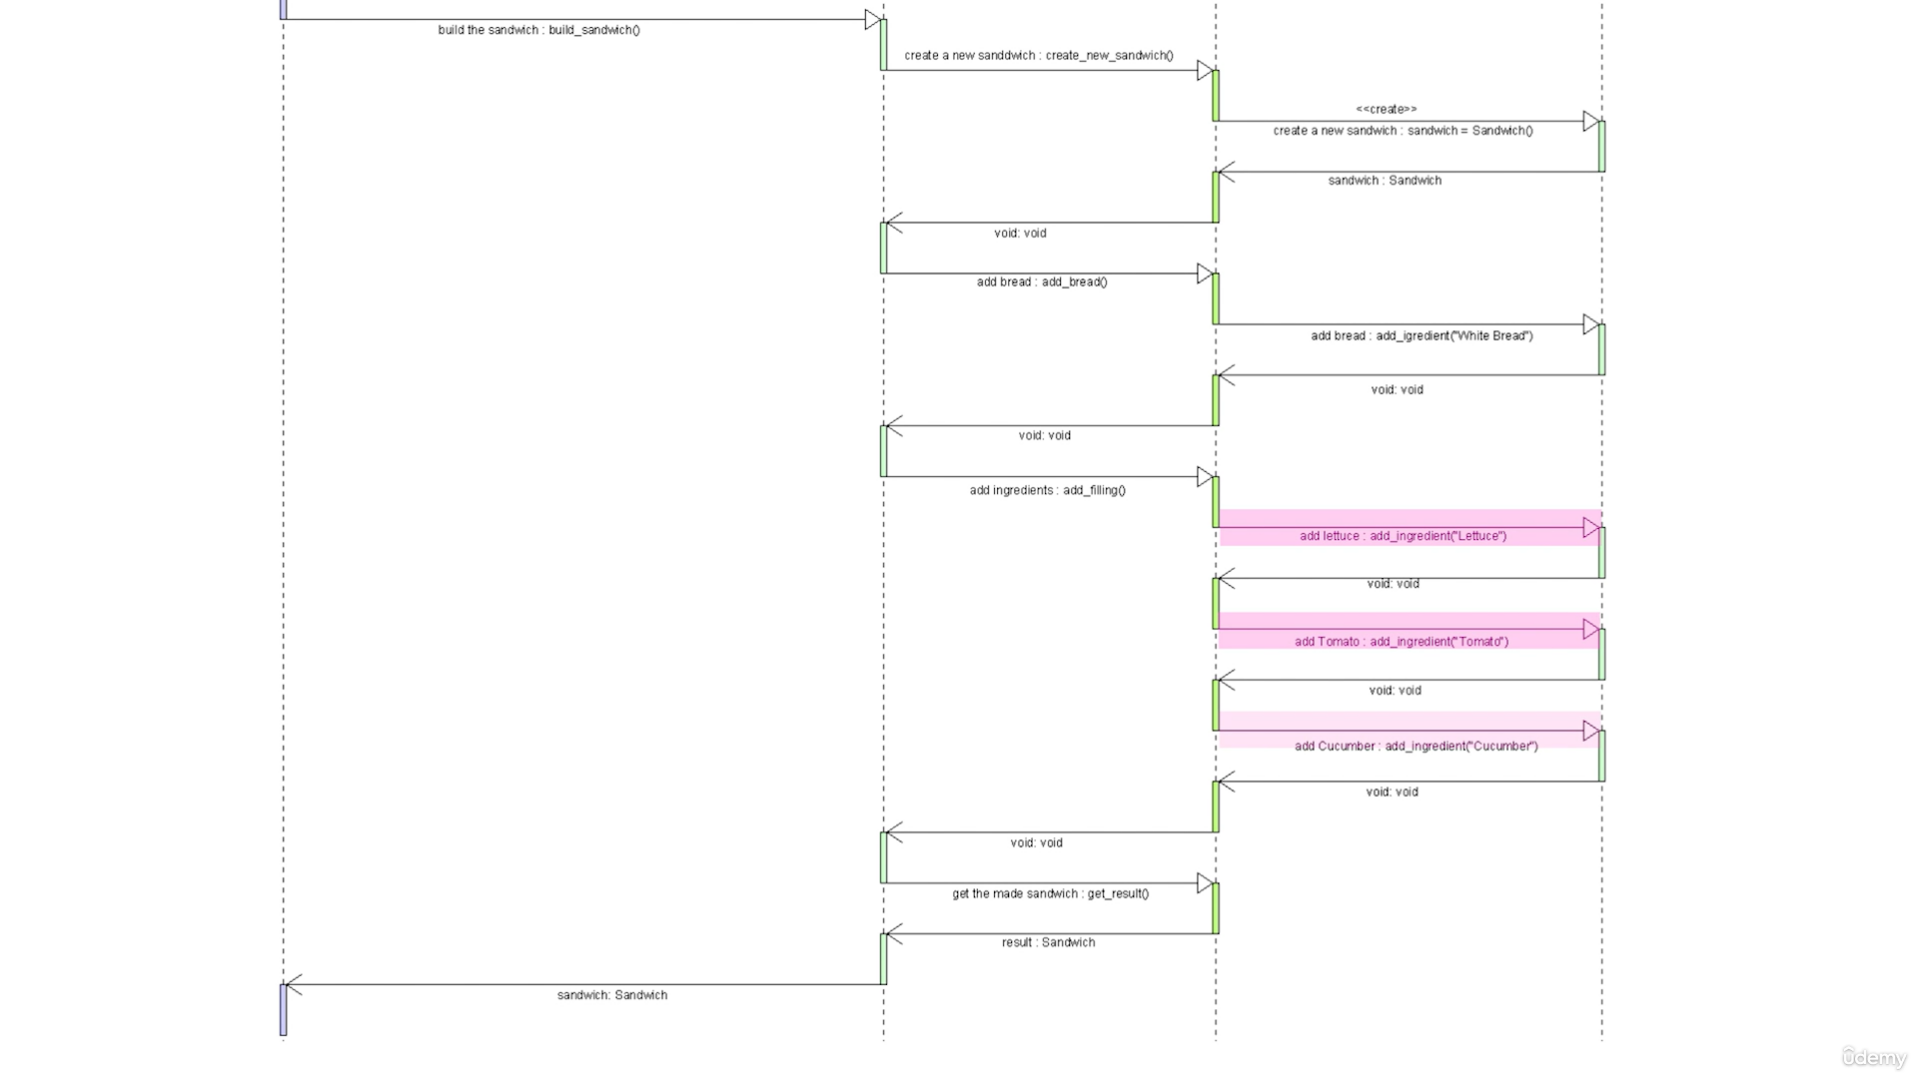 build the sandwich : build_sandwich()
create a new sanddwich : create_new_sandwich()
<<create>>
create a new sandwich : sandwich = Sandwich()
sandwich : Sandwich
void: void
add bread : add_bread()
add bread : add_igredient("White Bread")
void: void
void: void
add ingredients : add_filling()
add lettuce : add_ingredient("Lettuce")
void: void
add Tomato : add_ingredient("Tomato")
void: void
add Cucumber : add_ingredient("Cucumber")
void: void
void: void
get the made sandwich : get_result()
result : Sandwich
sandwich: Sandwich
ûdemy